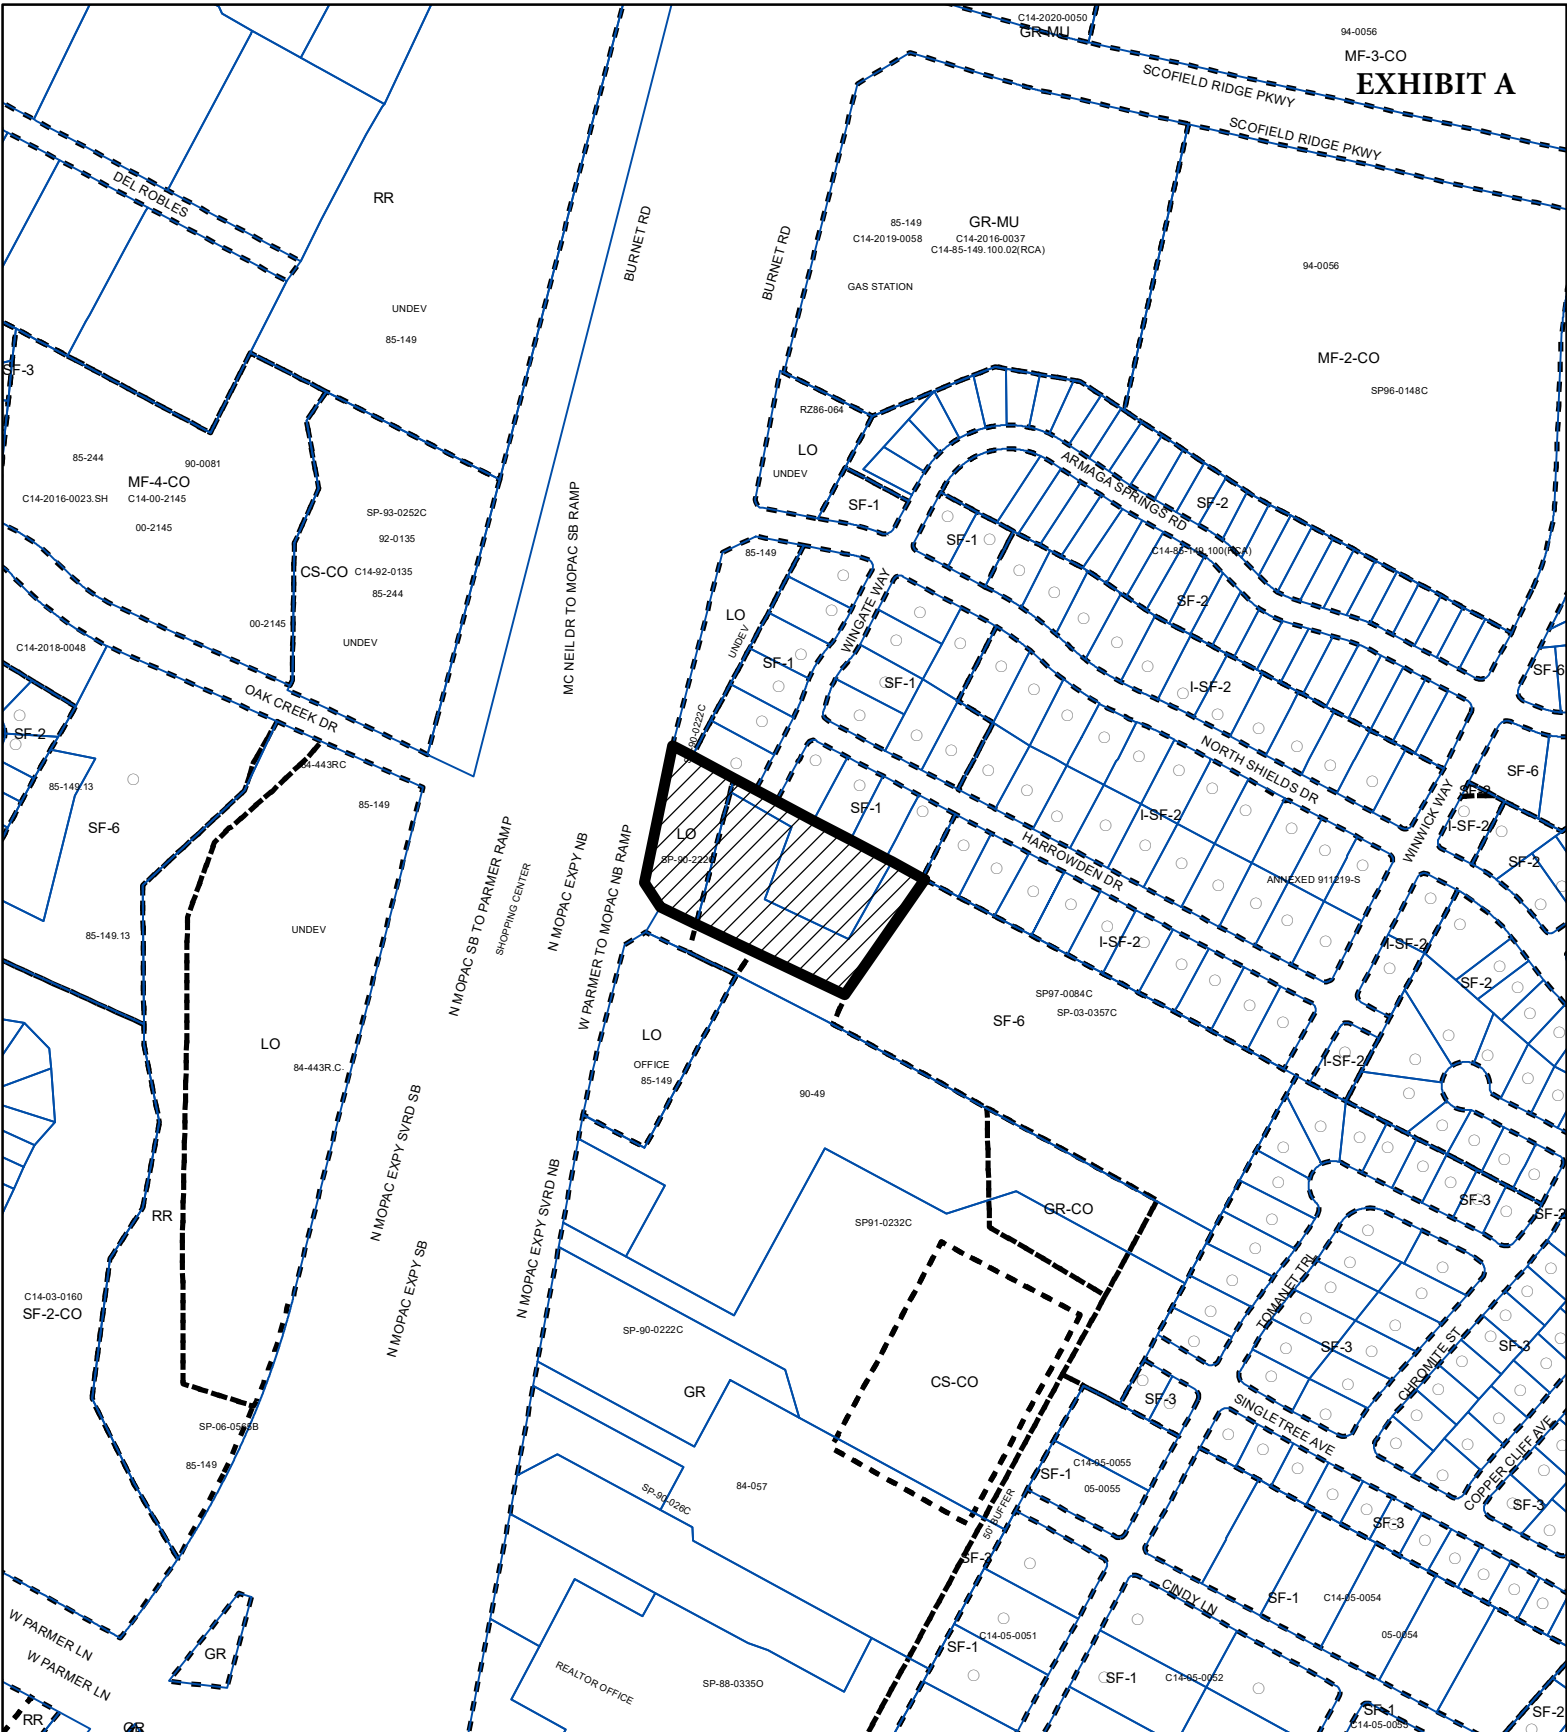 C14-2020-0050
GR-MU
94-0056
MF-3-CO
EXHIBIT A
SCOFIELD RIDGE PKWY
SCOFIELD RIDGE PKWY
DEL ROBLES
RR
BURNET RD
BURNET RD
85-149
GR-MU
C14-2019-0058
C14-2016-0037
C14-85-149.100.02(RCA)
94-0056
GAS STATION
UNDEV
85-149
MF-2-CO
SP96-0148C
SF-3
RZ86-064
LO
UNDEV
85-244
90-0081
MF-4-CO
C14-2016-0023.SH
C14-00-2145
00-2145
SP-93-0252C
92-0135
CS-CO
C14-92-0135
85-244
00-2145
UNDEV
MC NEIL DR TO MOPAC SB RAMP
SF-1
ARMAGA SPRINGS RD
SF-2
SF-1
C14-85-149.100(RCA)
85-149
WINGATE WAY
SF-2
LO
UNDEV
SF-1
SF-1
I-SF-2
SF-6
C14-2018-0048
OAK CREEK DR
SF-2
84-443RC
85-149.13
85-149
SF-6
NORTH SHIELDS DR
SF-6
SF-2
WINWICK WAY
I-SF-2
SF-2
SF-1
I-SF-2
LO
HARROWDEN DR
ANNEXED 911219-S
N MOPAC SB TO PARMER RAMP
SHOPPING CENTER
N MOPAC EXPY NB
W PARMER TO MOPAC NB RAMP
85-149.13
UNDEV
I-SF-2
I-SF-2
SF-2
SP97-0084C
SP-03-0357C
SF-6
LO
OFFICE
85-149
LO
84-443R.C.
I-SF-2
90-49
N MOPAC EXPY SVRD SB
N MOPAC EXPY SB
N MOPAC EXPY SVRD NB
RR
SP91-0232C
GR-CO
SF-3
SF-2
TOMANET TRL
C14-03-0160
SF-2-CO
SP-90-0222C
SF-3
SF-3
CHROMITE ST
GR
CS-CO
SF-3
SINGLETREE AVE
85-149
SP-90-026C
84-057
SF-1
C14-05-0055
05-0055
COPPER CLIFF AVE
SF-3
SF-3
50' BUFFER
SF-3
CINDY LN
SF-1
C14-05-0054
05-0054
W PARMER LN
W PARMER LN
GR
C14-05-0051
SF-1
REALTOR OFFICE
SP-88-0335O
SF-1
C14-05-0052
SF-1
SF-2
RR
GR